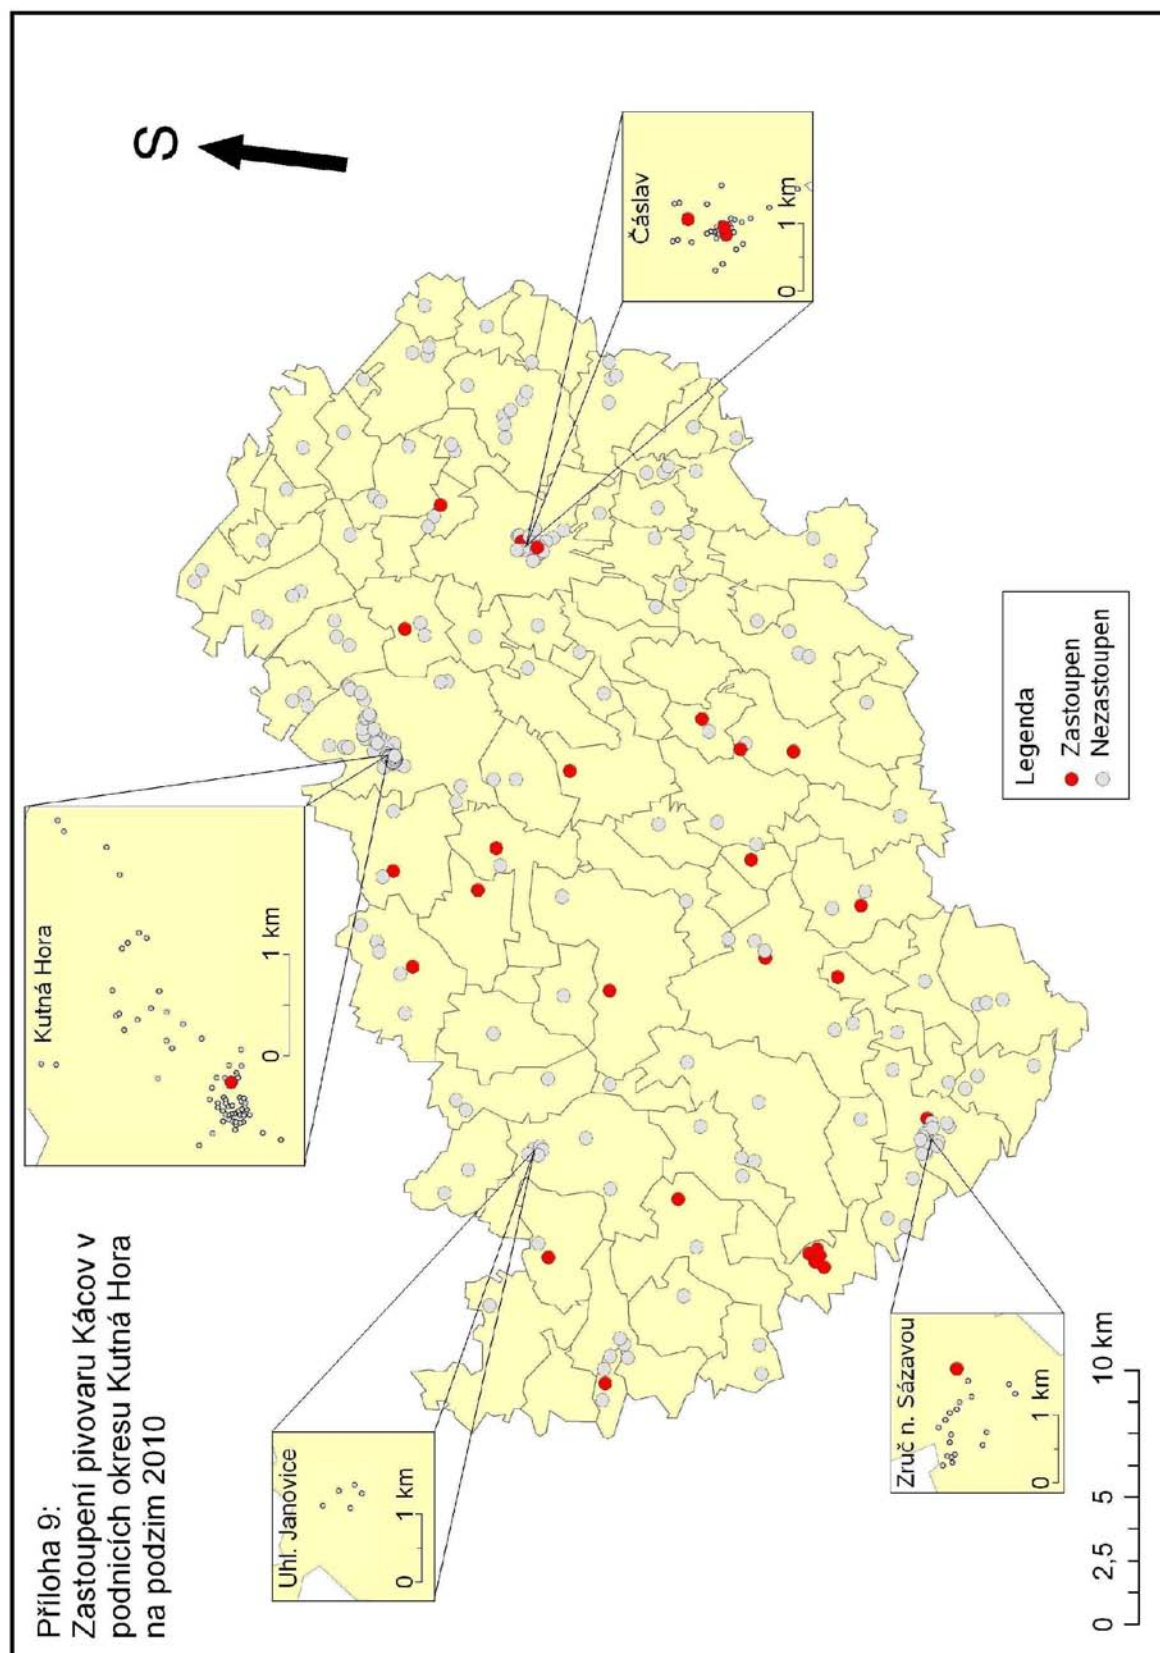 Příloha 9:
Zastoupení pivovaru Kácov v
podnicích okresu Kutná Hora
na podzim 2010
S
Kutná Hora
0 1 km
Uhl. Janovice
0 1 km
Čáslav
0 1 km
Zruč n. Sázavou
0 1 km
Legenda
Zastoupen
Nezastoupen
0 2,5 5 10 km